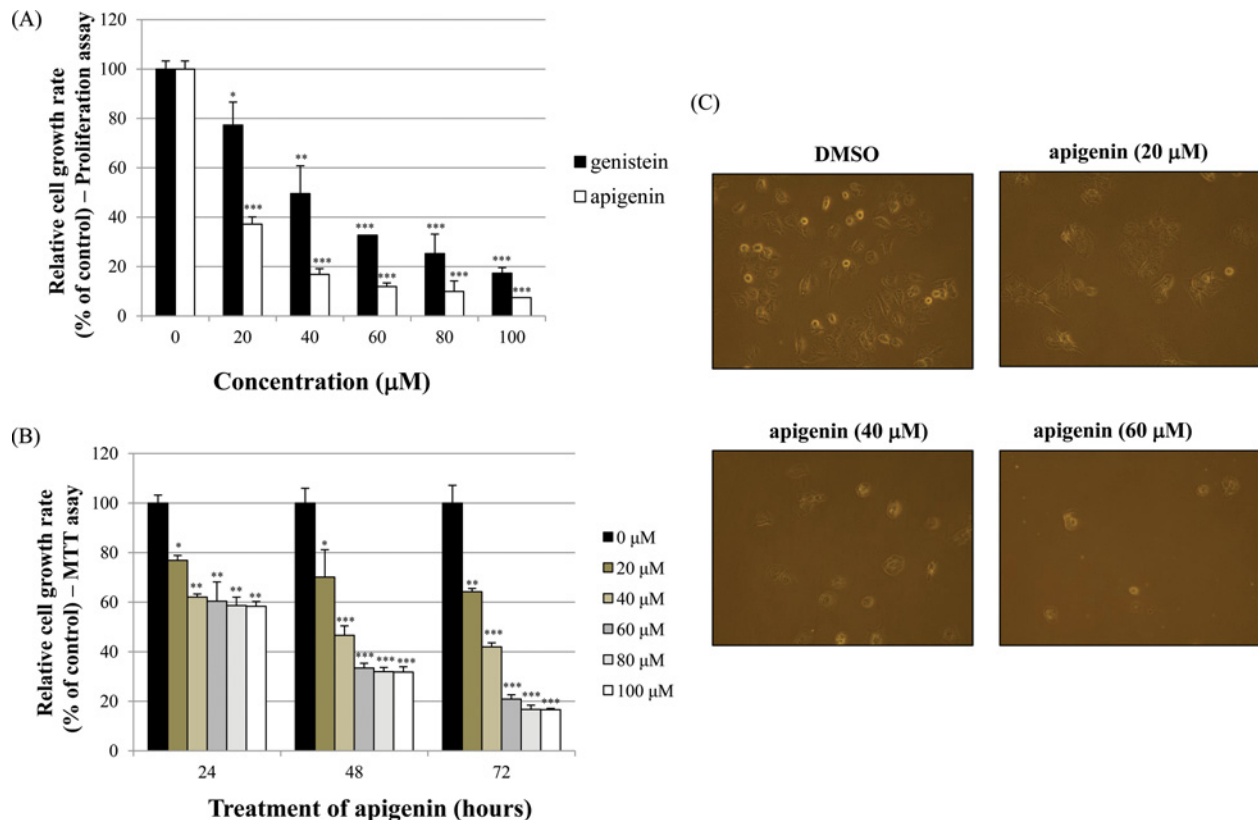 (A)
Relative cell growth rate
(% of control) – Proliferation assay
120
100
80
60
40
20
0
*
**
***
***
***
***
***
***
***
***
0 20 40 60 80 100
Concentration (μM)
genistein
apigenin
(B)
Relative cell growth rate
(% of control) – MTT assay
120
100
80
60
40
20
0
*
**
**
**
**
*
***
***
***
***
**
***
***
***
***
24 48 72
Treatment of apigenin (hours)
0 μM
20 μM
40 μM
60 μM
80 μM
100 μM
(C)
DMSO
apigenin (20 μM)
apigenin (40 μM)
apigenin (60 μM)